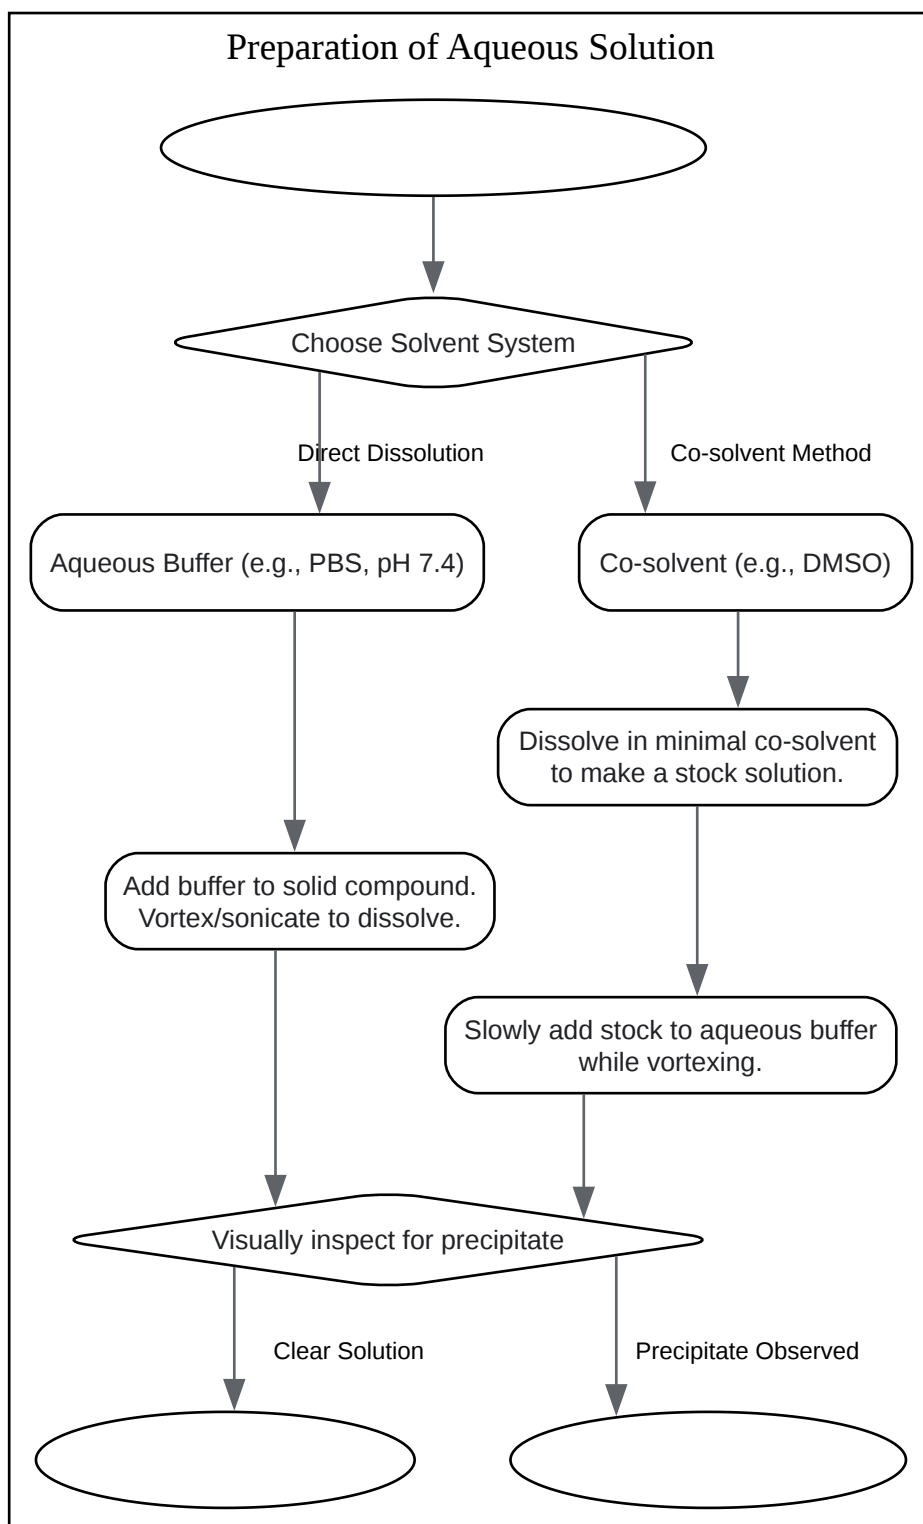 Preparation of Aqueous Solution
Choose Solvent System
Direct Dissolution
Co-solvent Method
Aqueous Buffer (e.g., PBS, pH 7.4)
Co-solvent (e.g., DMSO)
Dissolve in minimal co-solvent
to make a stock solution.
Add buffer to solid compound.
Vortex/sonicate to dissolve.
Slowly add stock to aqueous buffer
while vortexing.
Visually inspect for precipitate
Clear Solution
Precipitate Observed